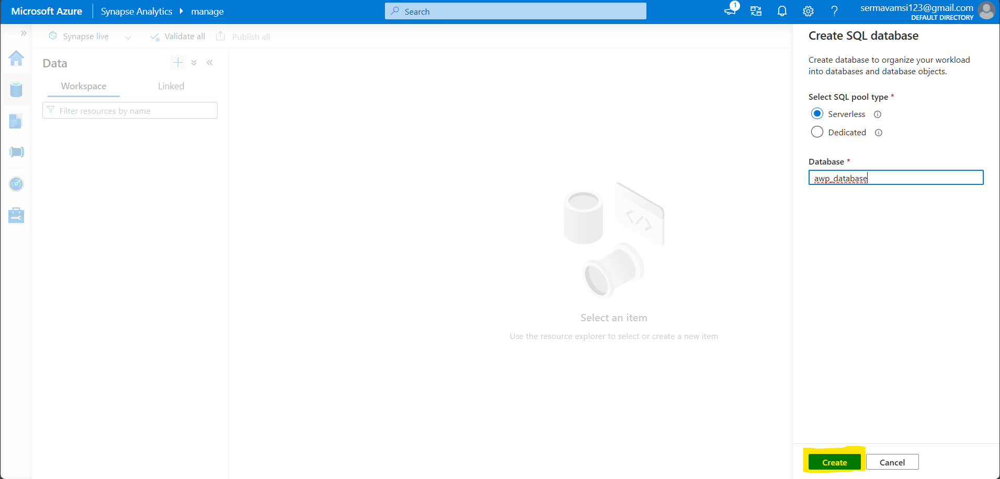 Microsoft Azure
Synapse Analytics
manage
Search
1
sermavamsi123@gmail.com
DEFAULT DIRECTORY
Synapse live
Validate all
Publish all
Data
Workspace
Linked
Filter resources by name
</>
Select an item
Use the resource explorer to select or create a new item
Create SQL database
Create database to organize your workload
into databases and database objects.
Select SQL pool type *
Serverless
Dedicated
Database *
awp_database
Create
Cancel